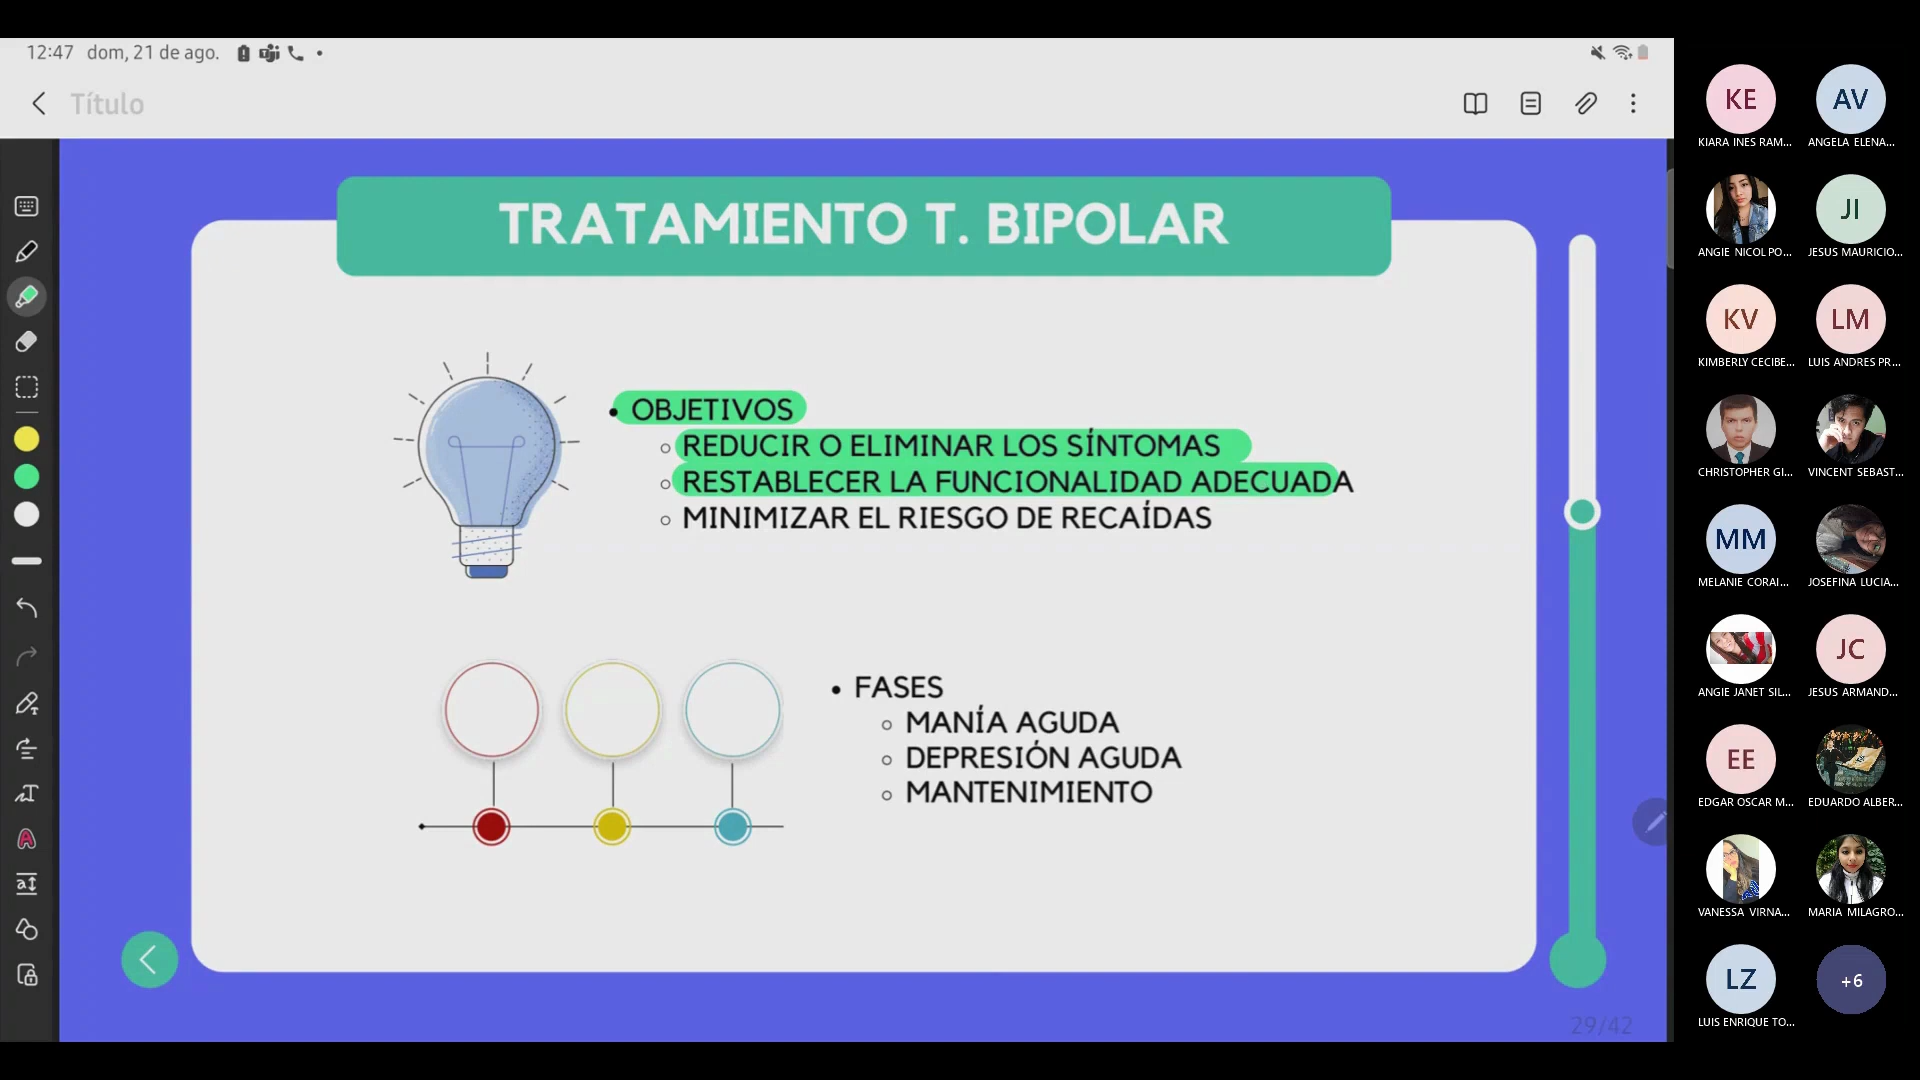 12:47 dom, 21 de ago.
Título
TRATAMIENTO T. BIPOLAR
• OBJETIVOS
○ REDUCIR O ELIMINAR LOS SÍNTOMAS
○ RESTABLECER LA FUNCIONALIDAD ADECUADA
○ MINIMIZAR EL RIESGO DE RECAÍDAS
• FASES
○ MANÍA AGUDA
○ DEPRESIÓN AGUDA
○ MANTENIMIENTO
29/42
KE AV
KIARA INES RAM... ANGELA ELENA...
JI
ANGIE NICOL PO... JESUS MAURICIO...
KV LM
KIMBERLY CECIBE... LUIS ANDRES PR...
CHRISTOPHER GI... VINCENT SEBAST...
MM
MELANIE CORAI... JOSEFINA LUCIA...
JC
ANGIE JANET SIL... JESUS ARMAND...
EE
EDGAR OSCAR M... EDUARDO ALBER...
VANESSA VIRNA... MARIA MILAGRO...
LZ +6
LUIS ENRIQUE TO...